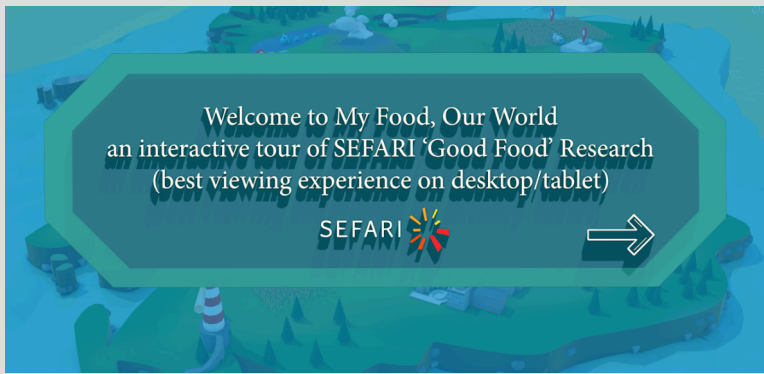 Welcome to My Food, Our World
an interactive tour of SEFARI ‘Good Food’ Research
(best viewing experience on desktop/tablet)
SEFARI